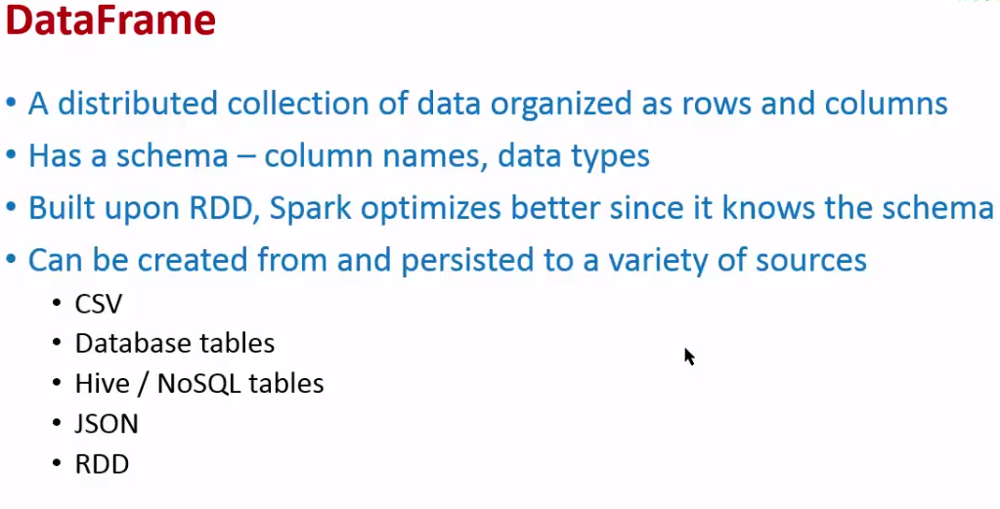 DataFrame
• A distributed collection of data organized as rows and columns
• Has a schema – column names, data types
• Built upon RDD, Spark optimizes better since it knows the schema
• Can be created from and persisted to a variety of sources
• CSV
• Database tables
• Hive / NoSQL tables
• JSON
• RDD